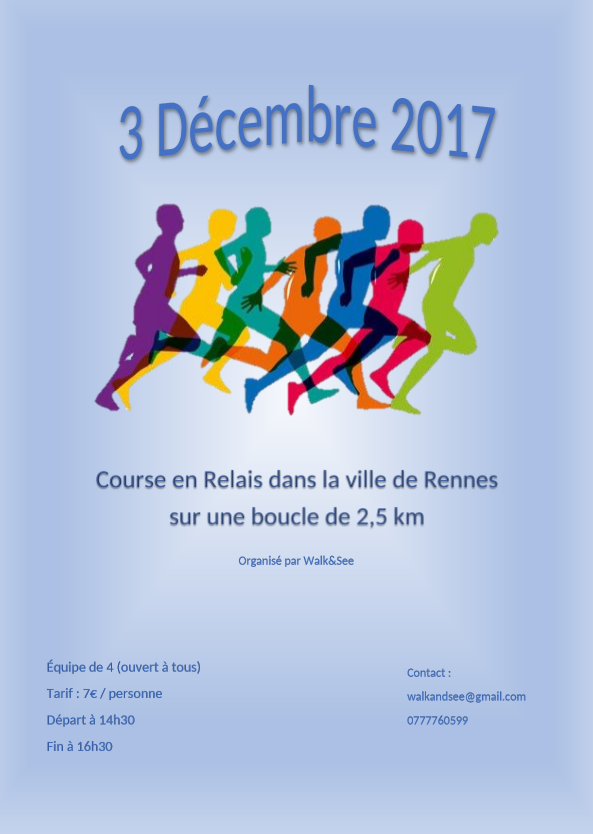 3 Décembre 2017
Course en Relais dans la ville de Rennes
sur une boucle de 2,5 km
Organisé par Walk&See
Équipe de 4 (ouvert à tous)
Tarif : 7€ / personne
Départ à 14h30
Fin à 16h30
Contact :
walkandsee@gmail.com
0777760599